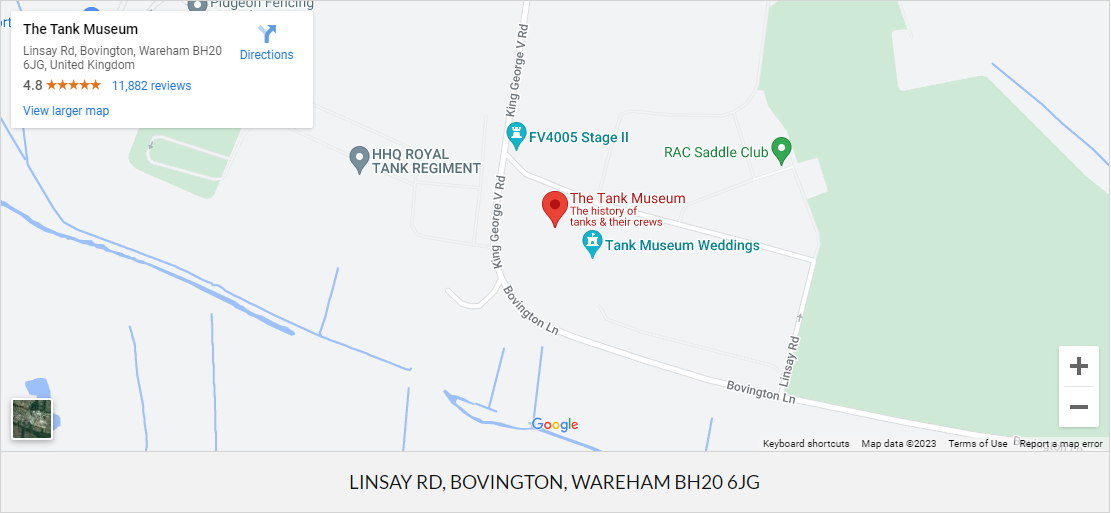 Pidgeon Fencing
The Tank Museum
Linsay Rd, Bovington, Wareham BH20
6JG, United Kingdom
Directions
4.8
11,882 reviews
View larger map
King George V Rd
FV4005 Stage II
RAC Saddle Club
HHQ ROYAL
TANK REGIMENT
The Tank Museum
The history of
tanks & their crews
King George V Rd
Tank Museum Weddings
Bovington Ln
Linsay Rd
Bovington Ln
Google
Keyboard shortcuts
Map data ©2023
Terms of Use
Report a map error
LINSAY RD, BOVINGTON, WAREHAM BH20 6JG